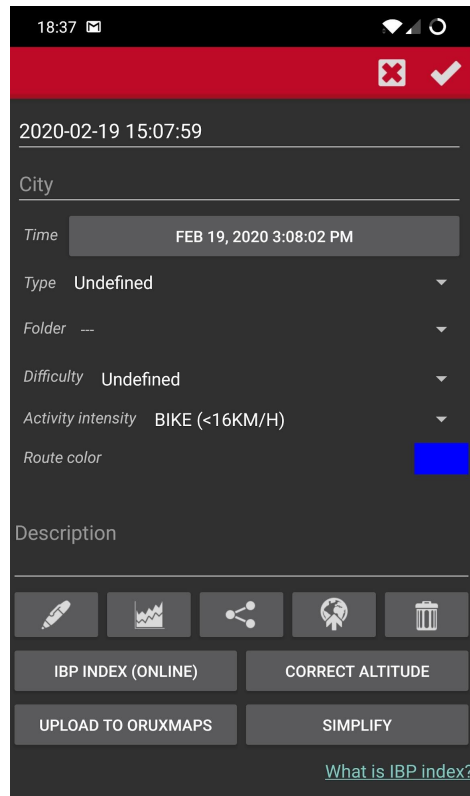 18:37
2020-02-19 15:07:59
City
Time FEB 19, 2020 3:08:02 PM
Type Undefined
Folder ---
Difficulty Undefined
Activity intensity BIKE (<16KM/H)
Route color
Description
IBP INDEX (ONLINE) CORRECT ALTITUDE
UPLOAD TO ORUXMAPS SIMPLIFY
What is IBP index?